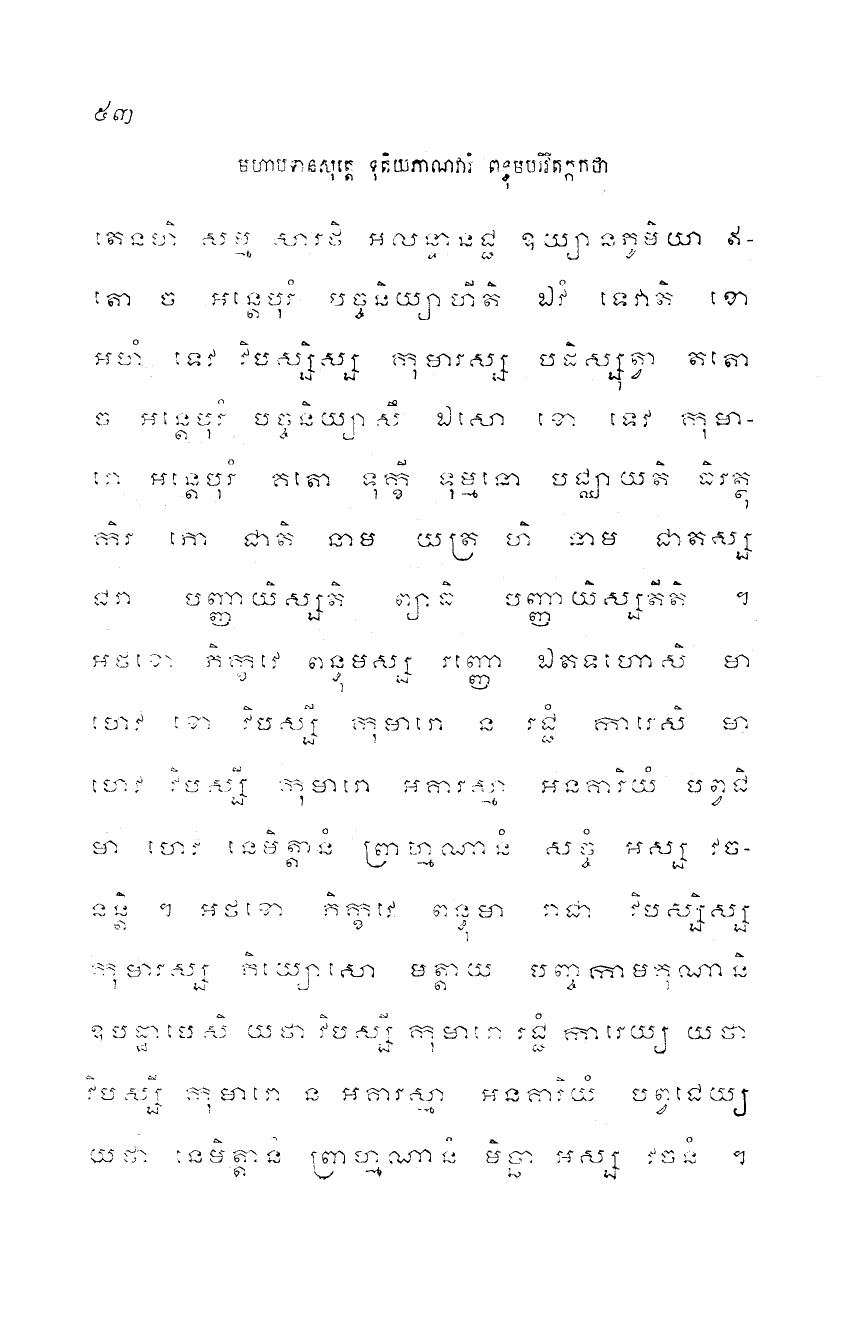 ៥៣
មហាបទានសុត្តេ ទុតិយភាណវារំ ពន្ធុមបរិវិតក្កកថា
តេនហិ សម្ម សារថិ អលន្ទានជ្ជ ឧយ្យានភូមិយា ឥ-
តោ ច អន្តេបុរំ បច្ចនិយ្យាហីតិ ឯវំ ទេវាតិ ខោ
អហំ ទេវ វិបស្សិស្ស កុមារស្ស បដិស្សុត្វា តតោ
ច អន្តេបុរំ បច្ចនិយ្យាសឹ ឯសោ ខោ ទេវ កុមា-
រោ អន្តេបុរំ គតោ ទុក្ខី ទុម្មនោ បជ្ឈាយតិ ធិរត្ថុ
កិរ ភោ ជាតិ នាម យត្រ ហិ នាម ជាតស្ស
ជរា បញ្ញាយិស្សតិ ព្យាធិ បញ្ញាយិស្សតីតិ ។
អថខោ ភិក្ខវេ ពន្ធុមស្ស រញ្ញោ ឯតទហោសិ មា
ហេវ ខោ វិបស្សី កុមារោ ន រជ្ជំ ការេសិ មា
ហេវ វិបស្សី កុមារោ អគារស្មា អនគារិយំ បព្វជិ
មា ហេវ នេមិត្តានំ ព្រាហ្មណានំ សច្ចំ អស្ស វច-
នន្តិ ។ អថខោ ភិក្ខវេ ពន្ធុមា រាជា វិបស្សិស្ស
កុមារស្ស ភិយ្យោសោ មត្តាយ បញ្ចកាមគុណានិ
ឧបដ្ឋាបេសិ យថា វិបស្សី កុមារោ រជ្ជំ ការេយ្យ យថា
វិបស្សី កុមារោ ន អគារស្មា អនគារិយំ បព្វជេយ្យ
យថា នេមិត្តានំ ព្រាហ្មណានំ មិច្ឆា អស្ស វចនំ ។